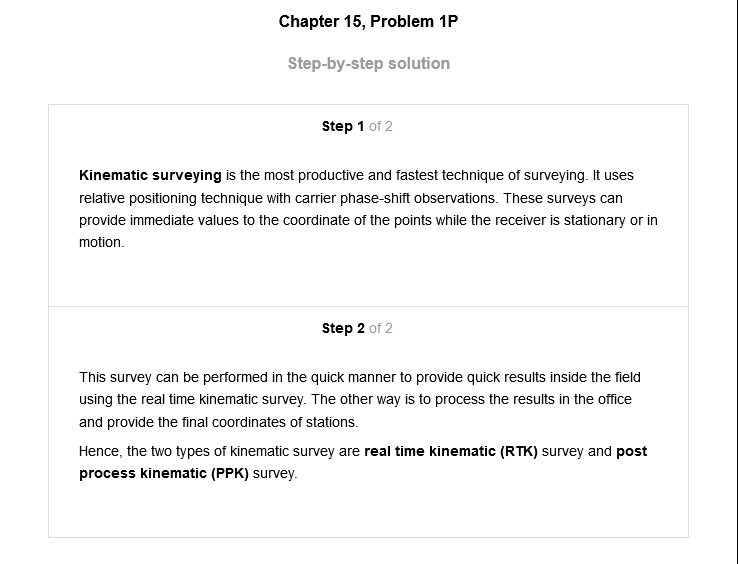 Chapter 15, Problem 1P
Step-by-step solution
Step 1 of 2
Kinematic surveying is the most productive and fastest technique of surveying. It uses
relative positioning technique with carrier phase-shift observations. These surveys can
provide immediate values to the coordinate of the points while the receiver is stationary or in
motion.
Step 2 of 2
This survey can be performed in the quick manner to provide quick results inside the field
using the real time kinematic survey. The other way is to process the results in the office
and provide the final coordinates of stations.
Hence, the two types of kinematic survey are real time kinematic (RTK) survey and post
process kinematic (PPK) survey.